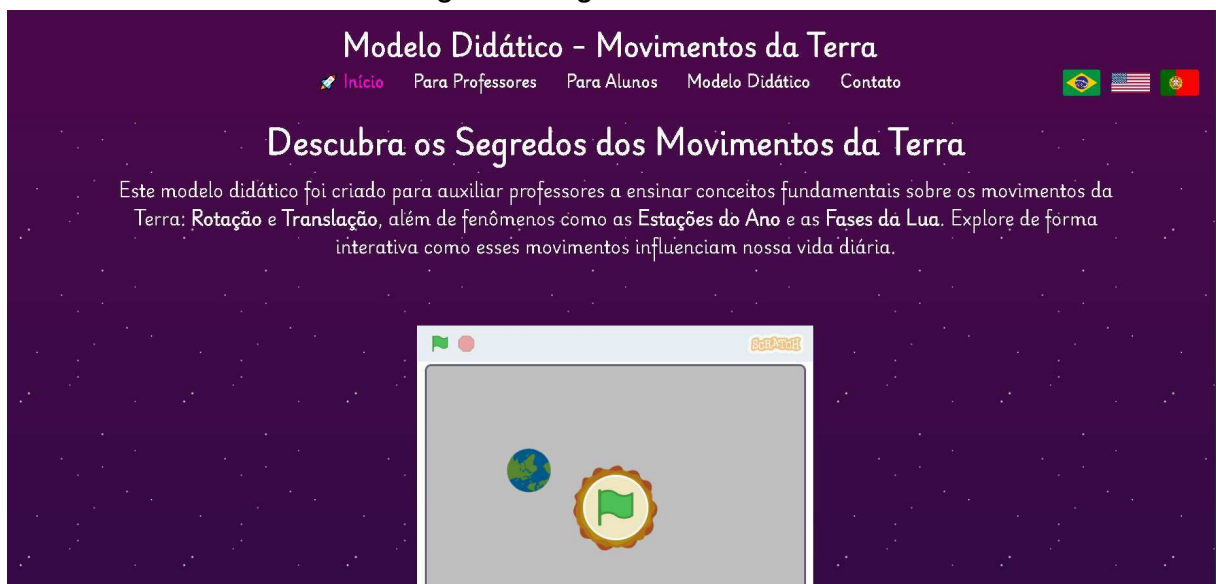 Modelo Didático - Movimentos da Terra
Início Para Professores Para Alunos Modelo Didático Contato
Descubra os Segredos dos Movimentos da Terra
Este modelo didático foi criado para auxiliar professores a ensinar conceitos fundamentais sobre os movimentos da
Terra: Rotação e Translação, além de fenômenos como as Estações do Ano e as Fases da Lua. Explore de forma
interativa como esses movimentos influenciam nossa vida diária.
SCRATCH